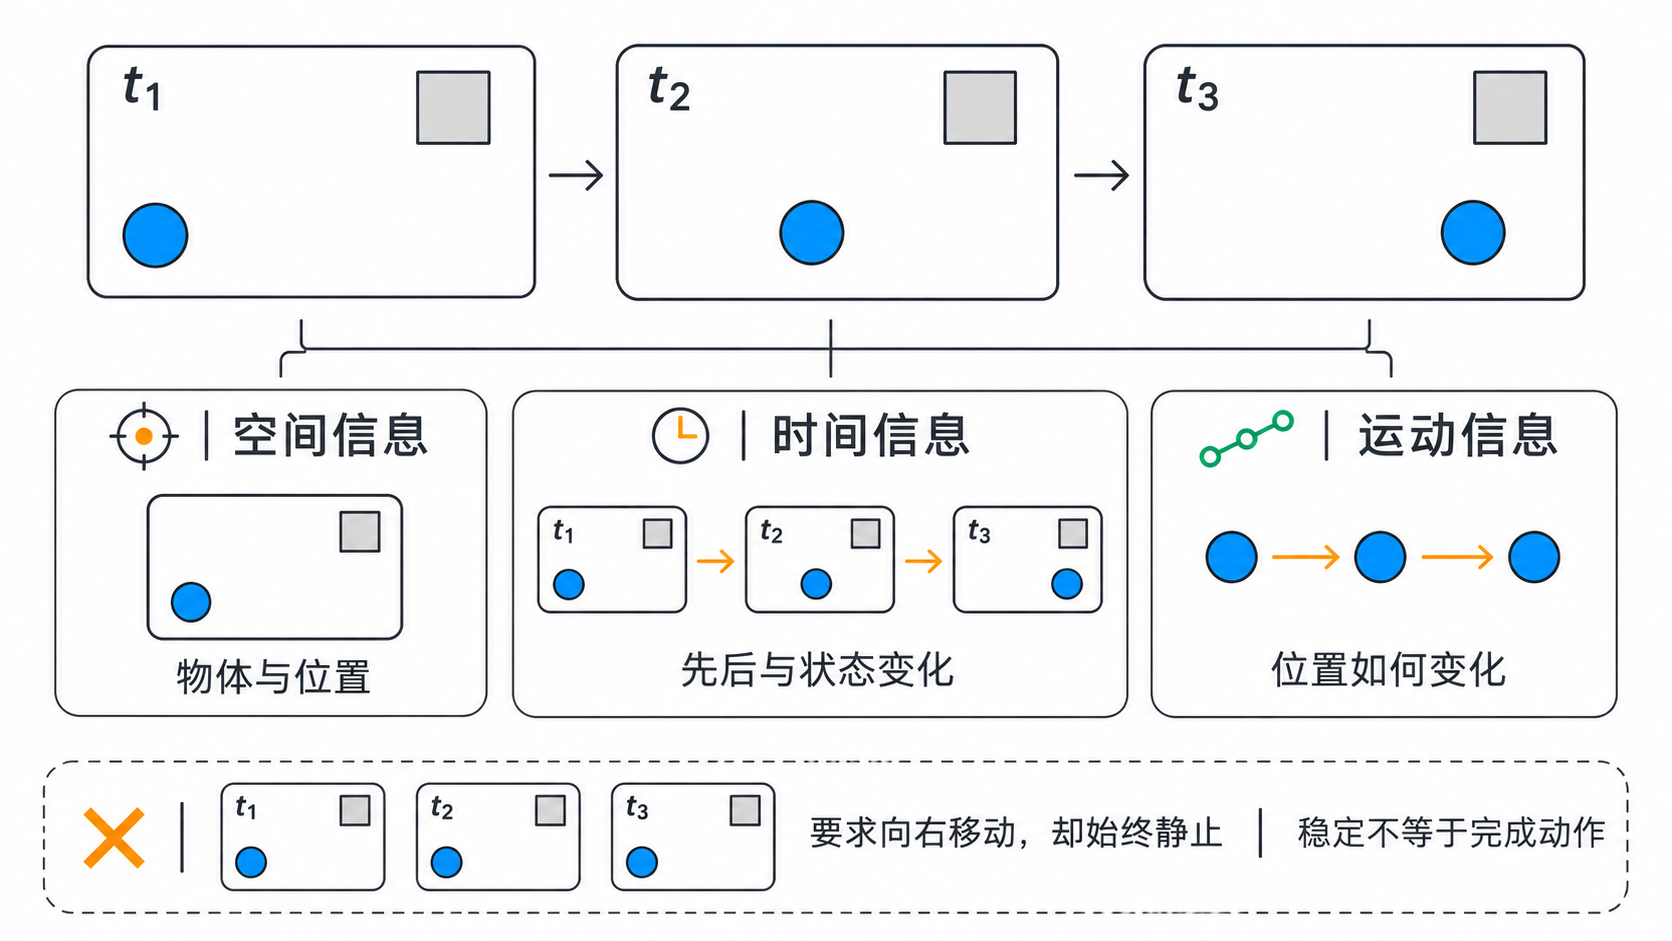 t₁
t₂
t₃
空间信息
物体与位置
时间信息
t₁
t₂
t₃
先后与状态变化
运动信息
位置如何变化
t₁
t₂
t₃
要求向右移动，却始终静止
稳定不等于完成动作